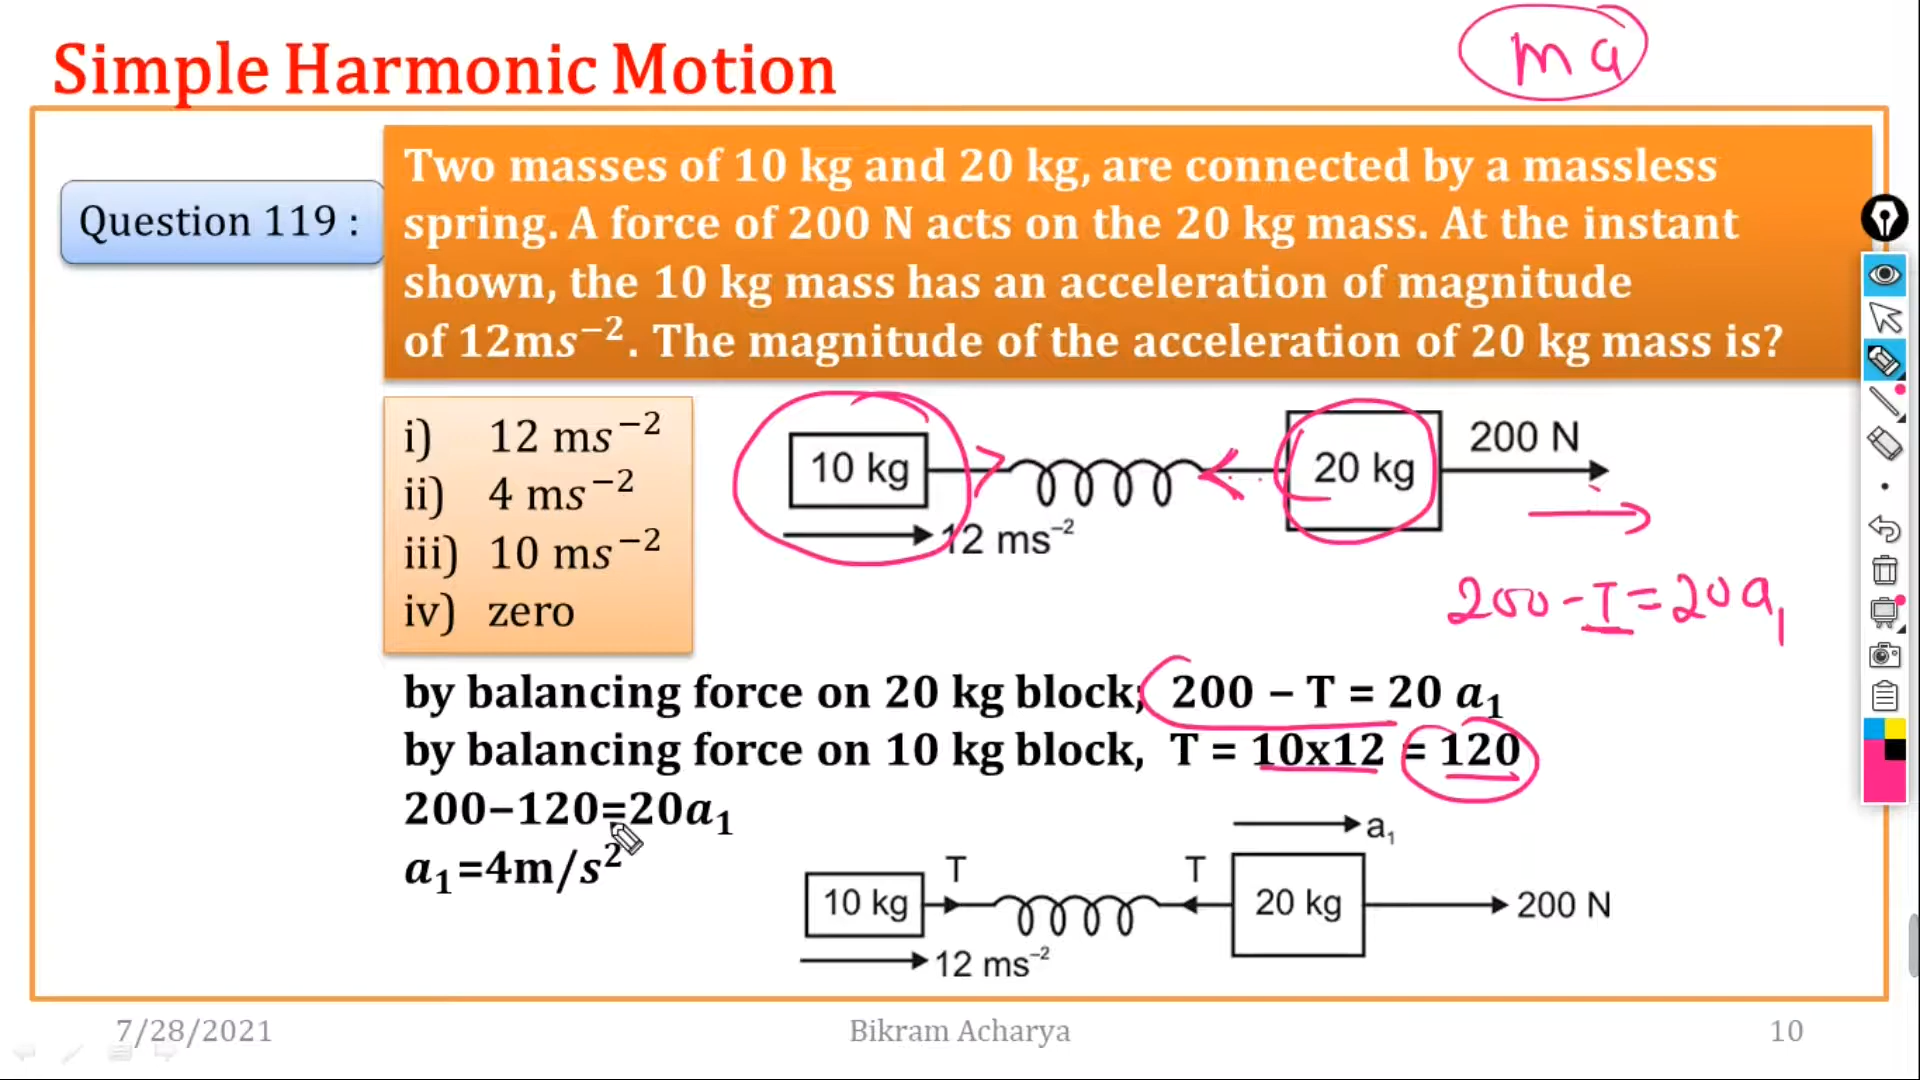 Simple Harmonic Motion
ma
Question 119 :
Two masses of 10 kg and 20 kg, are connected by a massless
spring. A force of 200 N acts on the 20 kg mass. At the instant
shown, the 10 kg mass has an acceleration of magnitude
of 12ms⁻². The magnitude of the acceleration of 20 kg mass is?
i) 12 ms⁻²
ii) 4 ms⁻²
iii) 10 ms⁻²
iv) zero
10 kg
20 kg
200 N
12 ms⁻²
200 - T = 20a₁
by balancing force on 20 kg block; 200 − T = 20 a₁
by balancing force on 10 kg block, T = 10x12 = 120
200−120=20a₁
a₁=4m/s²
a₁
T
T
10 kg
20 kg
200 N
12 ms⁻²
7/28/2021
Bikram Acharya
10